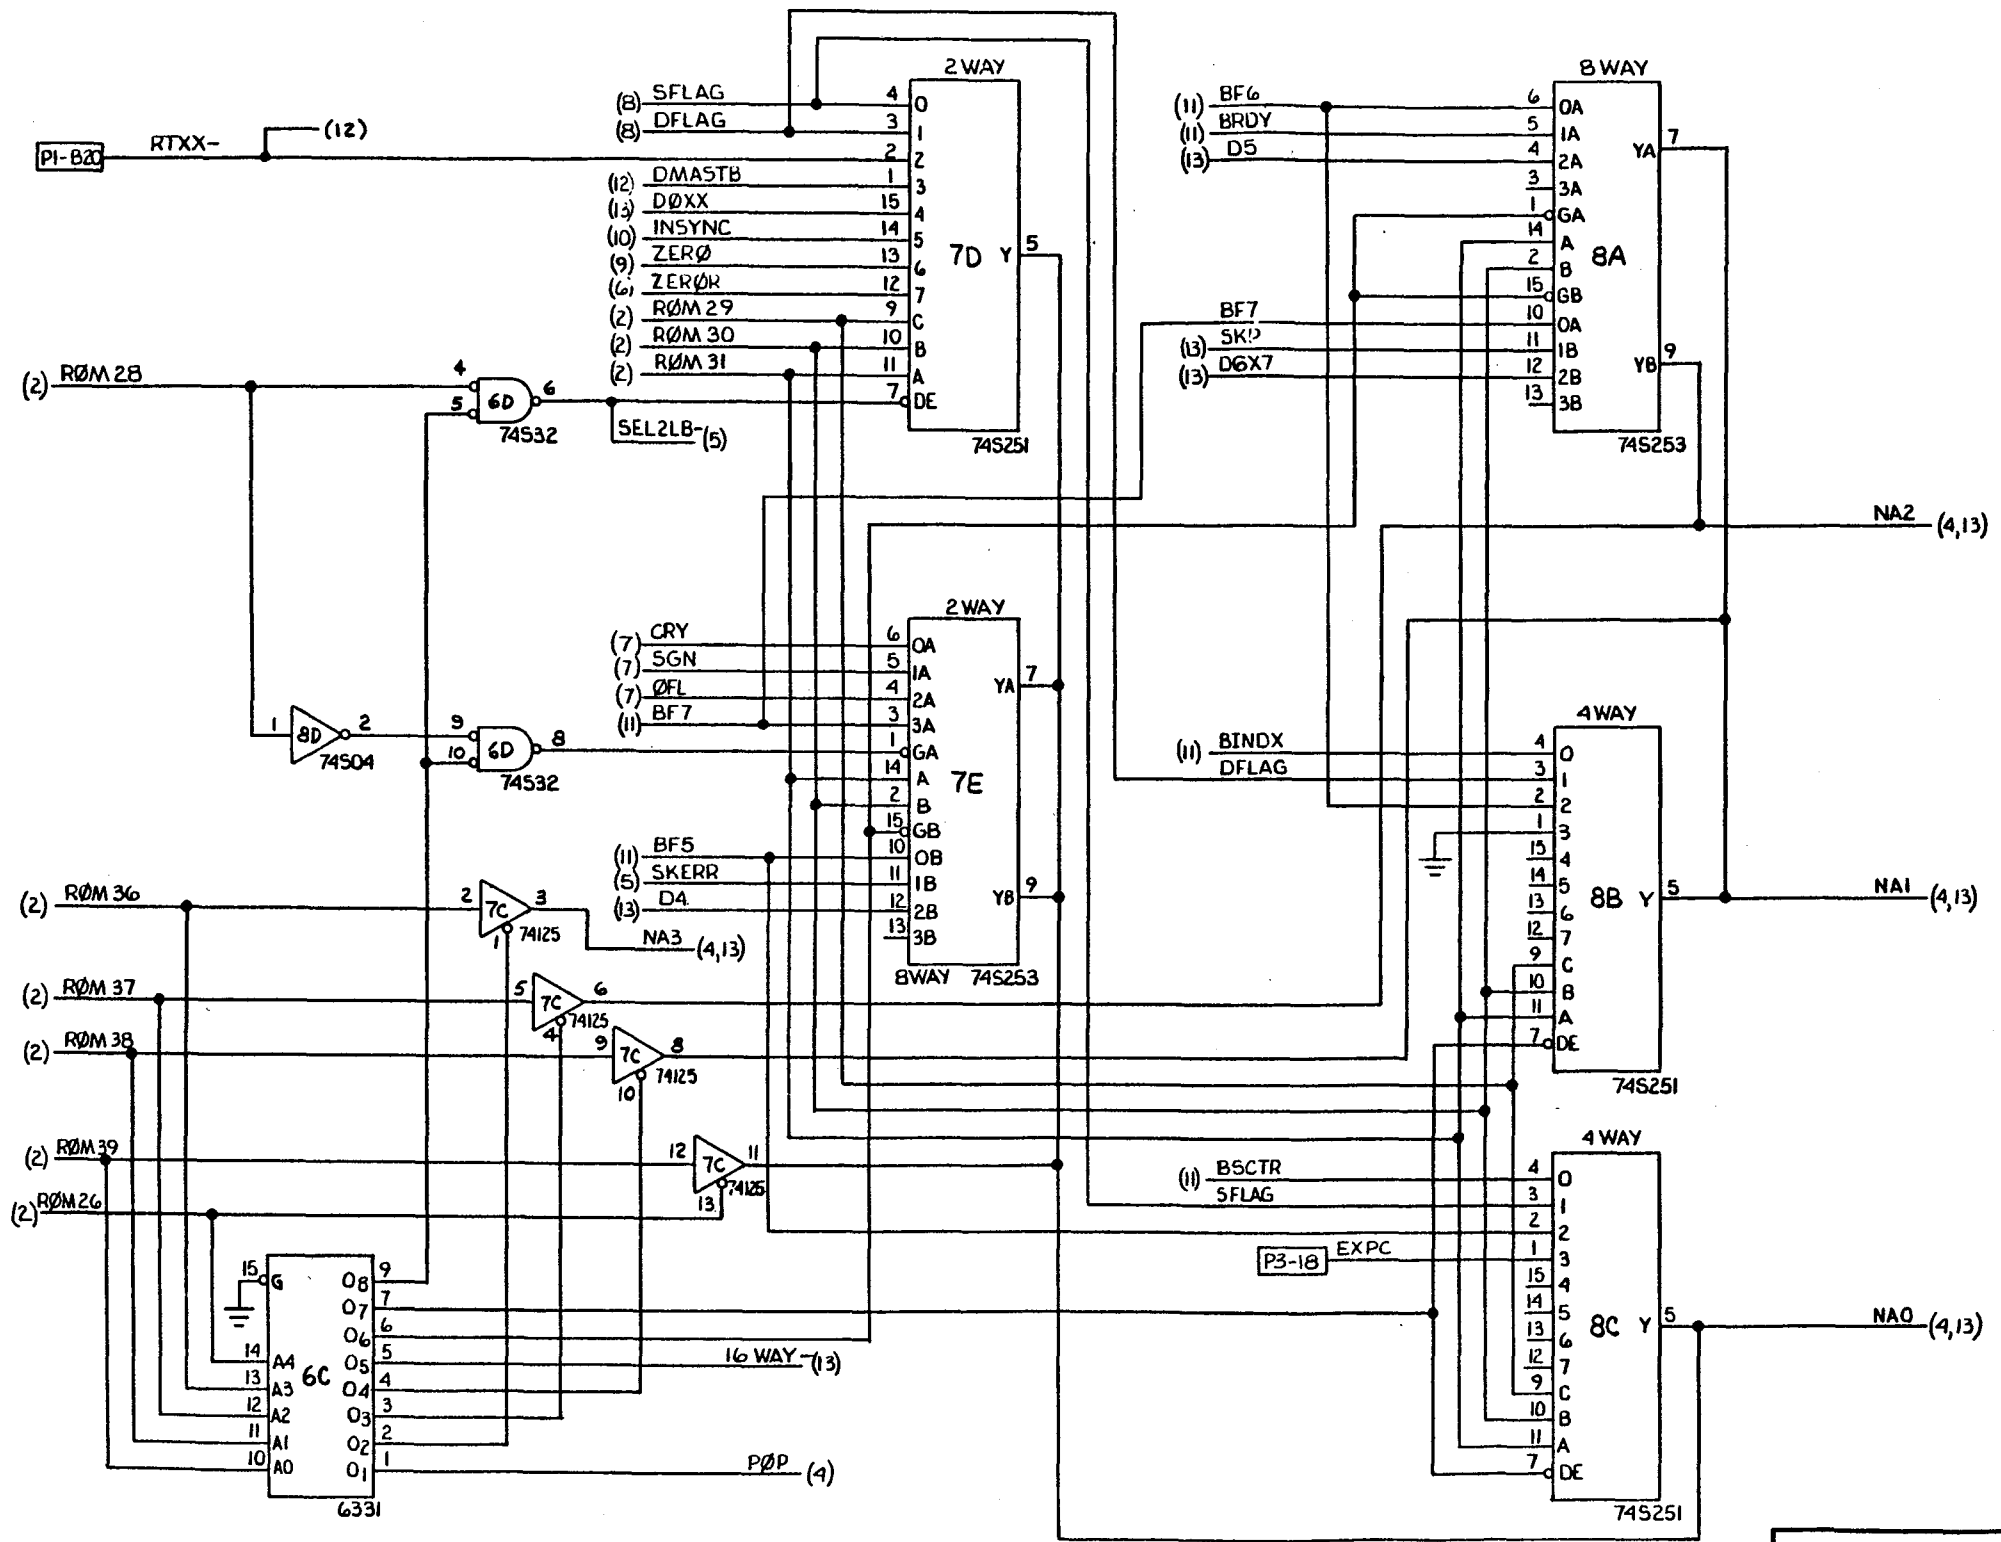 2 WAY
(8) SFLAG 4 0
(8) DFLAG 3 1
P1-B20 RTXX- (12) 2 2
(12) DMASTB 1 3
(13) DØXX 15 4
(10) INSYNC 14 5
(9) ZERØ 13 6
(6) ZERØR 12 7
(2) RØM 29 9 C
(2) RØM 30 10 B
(2) RØM 31 11 A
7 DE
7D Y 5
74S251
(2) RØM 28 4 5 6D 6
74S32
SEL2LB- (5)
1 8D 2
74S04
9 10 6D 8
74S32
2 WAY
(7) CRY 6 0A
(7) SGN 5 1A
(7) ØFL 4 2A
(11) BF7 3 3A
1 GA
14 A
2 B
15 GB
(11) BF5 10 0B
(5) SKERR 11 1B
(13) D4 12 2B
13 3B
7E
YA 7
YB 9
8 WAY 74S253
8 WAY
(11) BF6 6 0A
(11) BRDY 5 1A
(13) D5 4 2A
3 3A
1 GA
14 A
2 B
15 GB
BF7 10 0A
(13) SKP 11 1B
(13) D6X7 12 2B
13 3B
8A
YA 7
YB 9
74S253
NA2 (4,13)
4 WAY
(11) BINDX 4 0
DFLAG 3 1
2 2
1 3
15 4
14 5
13 6
12 7
9 C
10 B
11 A
7 DE
8B Y 5
NA1 (4,13)
74S251
(2) RØM 36 2 7C 3
1 74125
NA3 (4,13)
(2) RØM 37 5 7C 6
4 74125
(2) RØM 38 9 7C 8
10 74125
(2) RØM 39 12 7C 11
13 74125
(2) RØM 26
15 G
14 A4
13 A3
12 A2
11 A1
10 A0
6C
O8 9
O7 7
O6 6
O5 5 16 WAY- (13)
O4 4
O3 3
O2 2
O1 1 PØP (4)
6331
4 WAY
(11) BSCTR 4 0
SFLAG 3 1
2 2
P3-18 EXPC 1 3
15 4
14 5
13 6
12 7
9 C
10 B
11 A
7 DE
8C Y 5
NA0 (4,13)
74S251